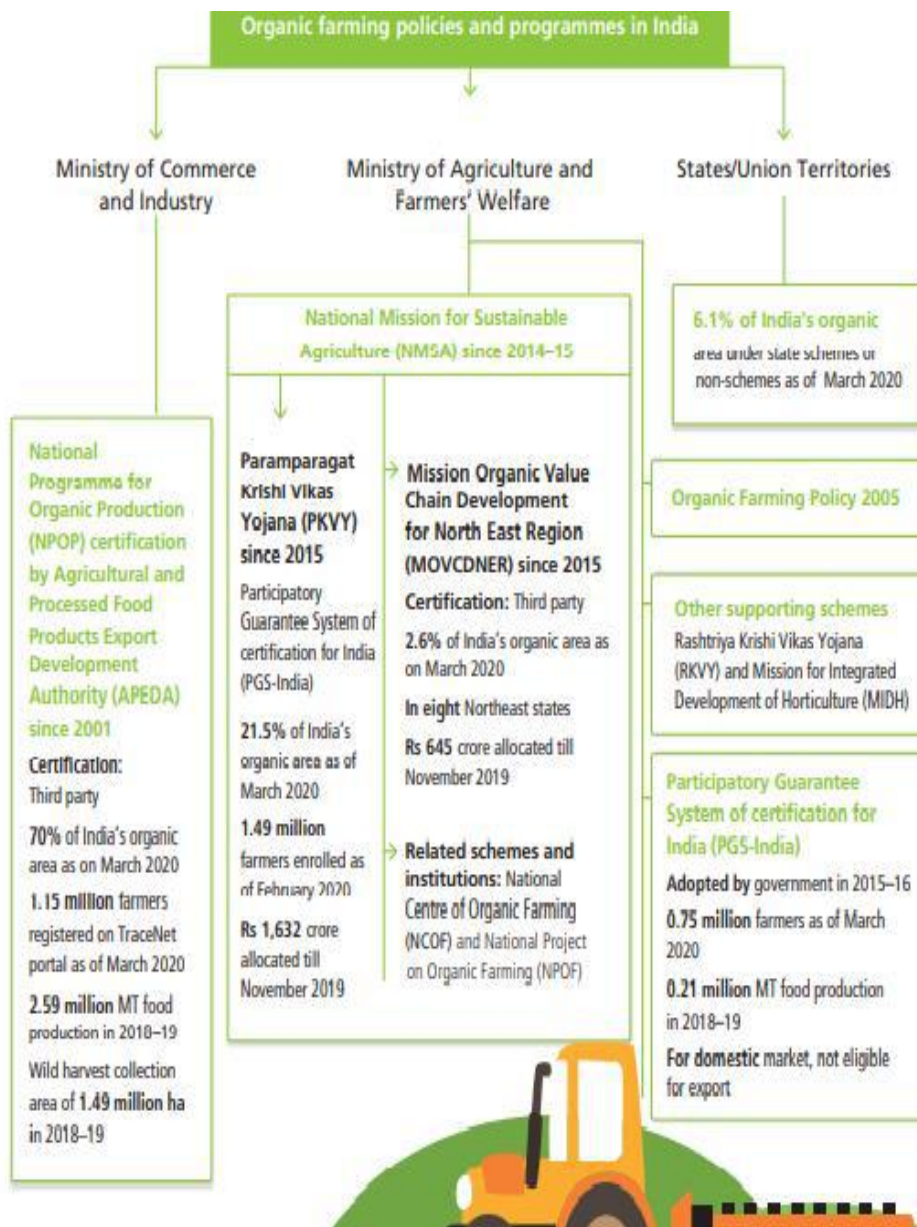 Organic farming policies and programmes in India
Ministry of Commerce
and Industry
National
Programme for
Organic Production
(NPOP) certification
by Agricultural and
Processed Food
Products Export
Development
Authority (APEDA)
since 2001
Certification:
Third party
70% of India's organic
area as on March 2020
1.15 million farmers
registered on TraceNet
portal as of March 2020
2.59 million MT food
production in 2018–19
Wild harvest collection
area of 1.49 million ha
in 2018–19
Ministry of Agriculture and
Farmers' Welfare
National Mission for Sustainable
Agriculture (NMSA) since 2014–15
Paramparagat
Krishi Vikas
Yojana (PKVY)
since 2015
Participatory
Guarantee System of
certification for India
(PGS-India)
21.5% of India's
organic area as of
March 2020
1.49 million
farmers enrolled as
of February 2020
Rs 1,632 crore
allocated till
November 2019
Mission Organic Value
Chain Development
for North East Region
(MOVCDNER) since 2015
Certification: Third party
2.6% of India's organic area as
on March 2020
In eight Northeast states
Rs 645 crore allocated till
November 2019
Related schemes and
institutions: National
Centre of Organic Farming
(NCOF) and National Project
on Organic Farming (NPOF)
States/Union Territories
6.1% of India's organic
area under state schemes or
non-schemes as of March 2020
Organic Farming Policy 2005
Other supporting schemes
Rashtriya Krishi Vikas Yojana
(RKVY) and Mission for Integrated
Development of Horticulture (MIDH)
Participatory Guarantee
System of certification for
India (PGS-India)
Adopted by government in 2015–16
0.75 million farmers as of March
2020
0.21 million MT food production
in 2018–19
For domestic market, not eligible
for export